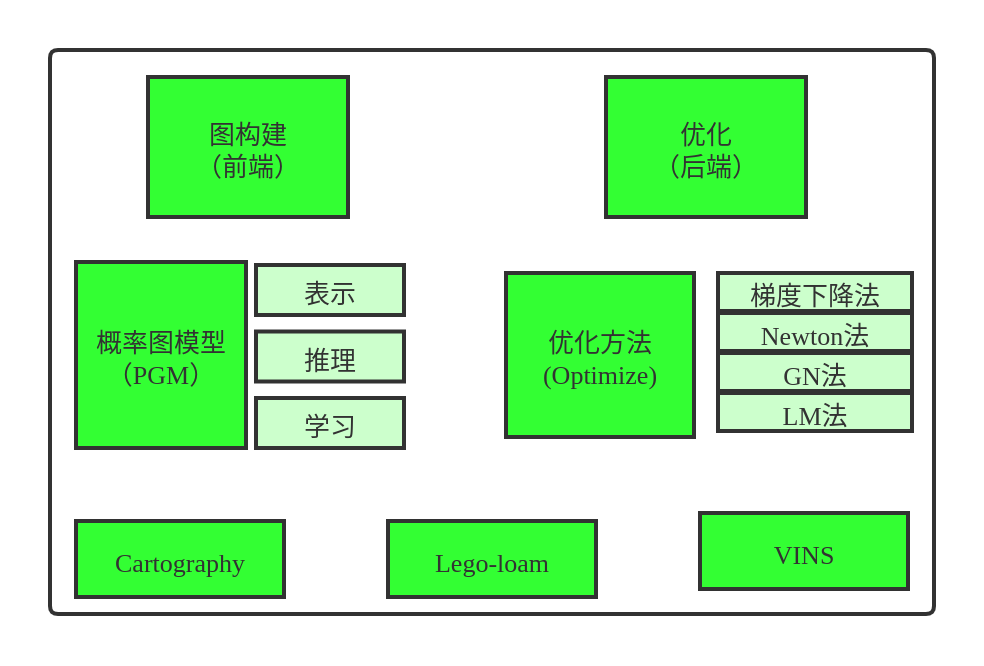 图构建
（前端）
优化
（后端）
概率图模型
（PGM）
表示
推理
学习
优化方法
(Optimize)
梯度下降法
Newton法
GN法
LM法
Cartography
Lego-loam
VINS